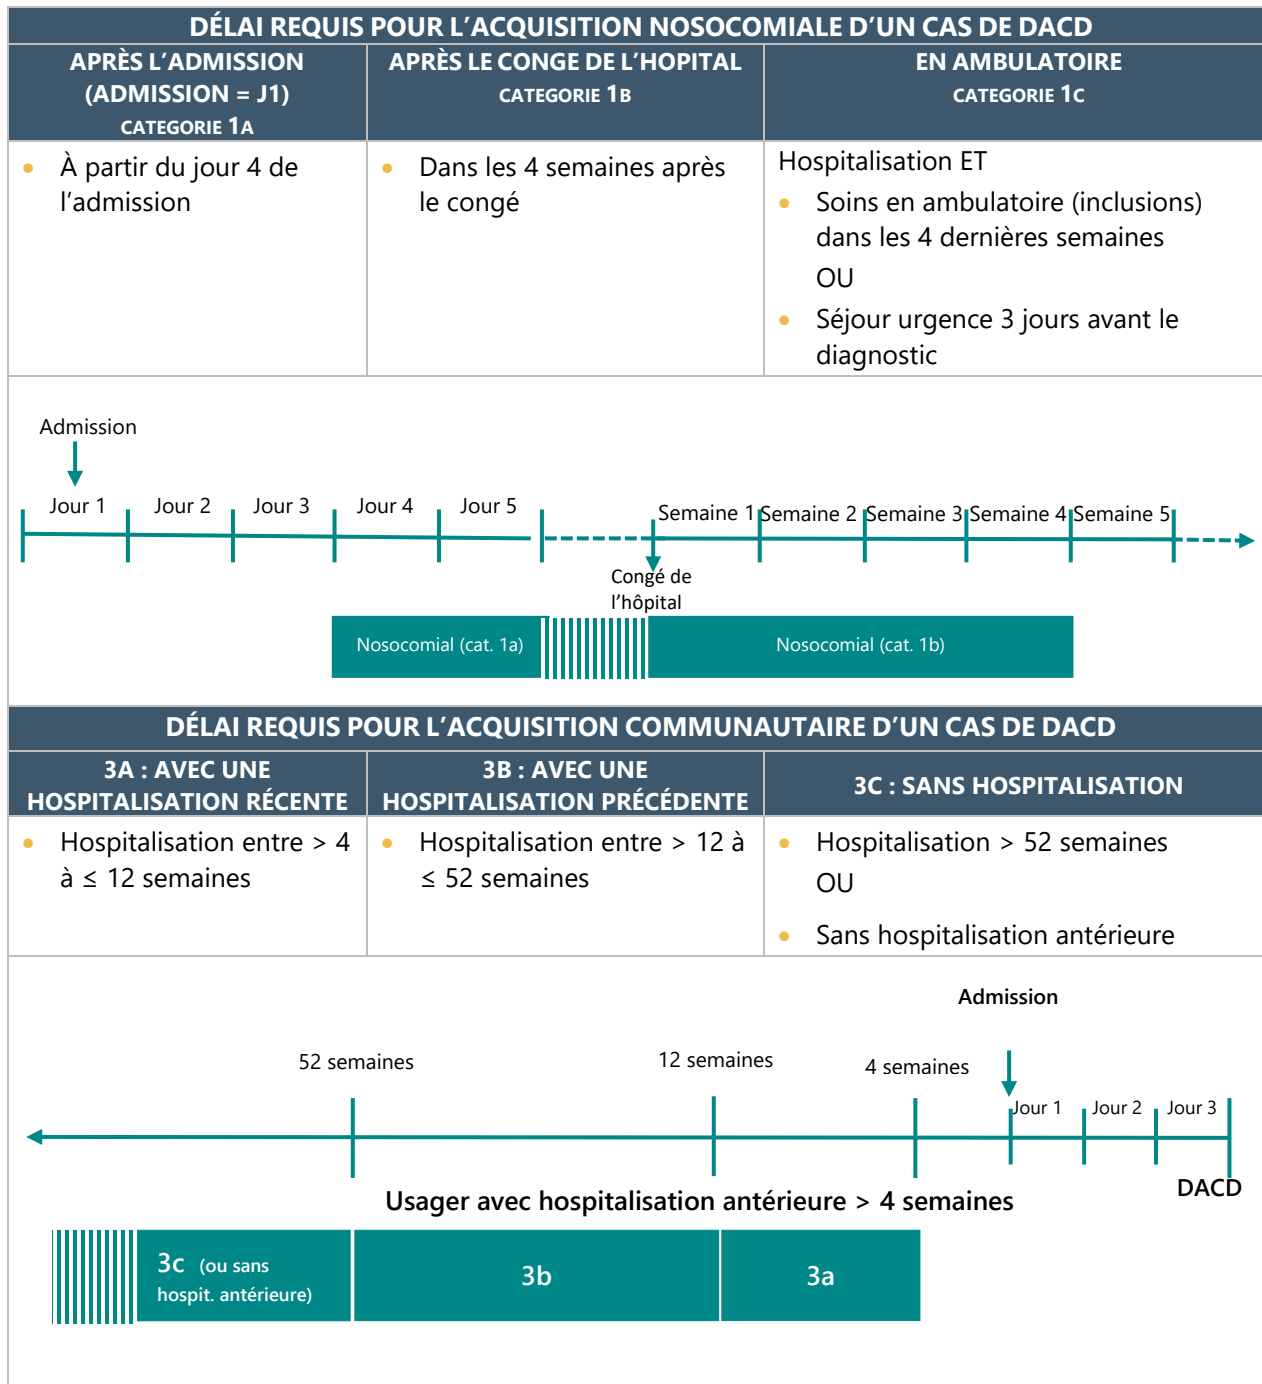 DÉLAI REQUIS POUR L’ACQUISITION NOSOCOMIALE D’UN CAS DE DACD
APRÈS L’ADMISSION
(ADMISSION = J1)
CATEGORIE 1A
APRÈS LE CONGE DE L’HOPITAL
CATEGORIE 1B
EN AMBULATOIRE
CATEGORIE 1C
• À partir du jour 4 de
l’admission
• Dans les 4 semaines après
le congé
Hospitalisation ET
• Soins en ambulatoire (inclusions)
dans les 4 dernières semaines
OU
• Séjour urgence 3 jours avant le
diagnostic
Admission
Jour 1 Jour 2 Jour 3 Jour 4 Jour 5 Semaine 1 Semaine 2 Semaine 3 Semaine 4 Semaine 5
Congé de
l’hôpital
Nosocomial (cat. 1a) Nosocomial (cat. 1b)
DÉLAI REQUIS POUR L’ACQUISITION COMMUNAUTAIRE D’UN CAS DE DACD
3A : AVEC UNE
HOSPITALISATION RÉCENTE
3B : AVEC UNE
HOSPITALISATION PRÉCÉDENTE
3C : SANS HOSPITALISATION
• Hospitalisation entre > 4
à ≤ 12 semaines
• Hospitalisation entre > 12 à
≤ 52 semaines
• Hospitalisation > 52 semaines
OU
• Sans hospitalisation antérieure
Admission
52 semaines 12 semaines 4 semaines
Jour 1 Jour 2 Jour 3
DACD
Usager avec hospitalisation antérieure > 4 semaines
3c (ou sans
hospit. antérieure)
3b
3a